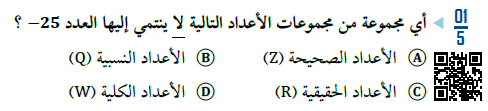 01/5 أي مجموعة من مجموعات الأعداد التالية لا ينتمي إليها العدد 25− ؟
A الأعداد الصحيحة (Z) B الأعداد النسبية (Q)
C الأعداد الحقيقية (R) D الأعداد الكلية (W)